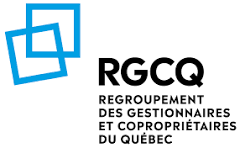 RGCQ
REGROUPEMENT
DES GESTIONNAIRES
ET COPROPRIÉTAIRES
DU QUÉBEC